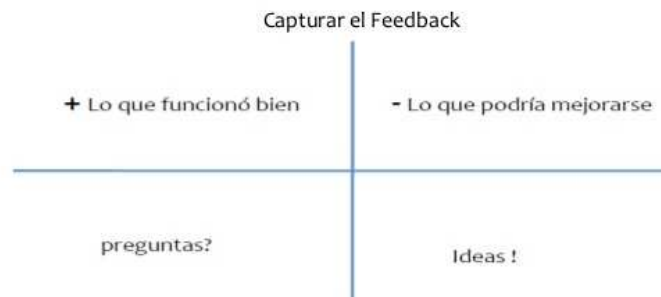 Capturar el Feedback
+ Lo que funcionó bien
- Lo que podría mejorarse
preguntas?
Ideas !